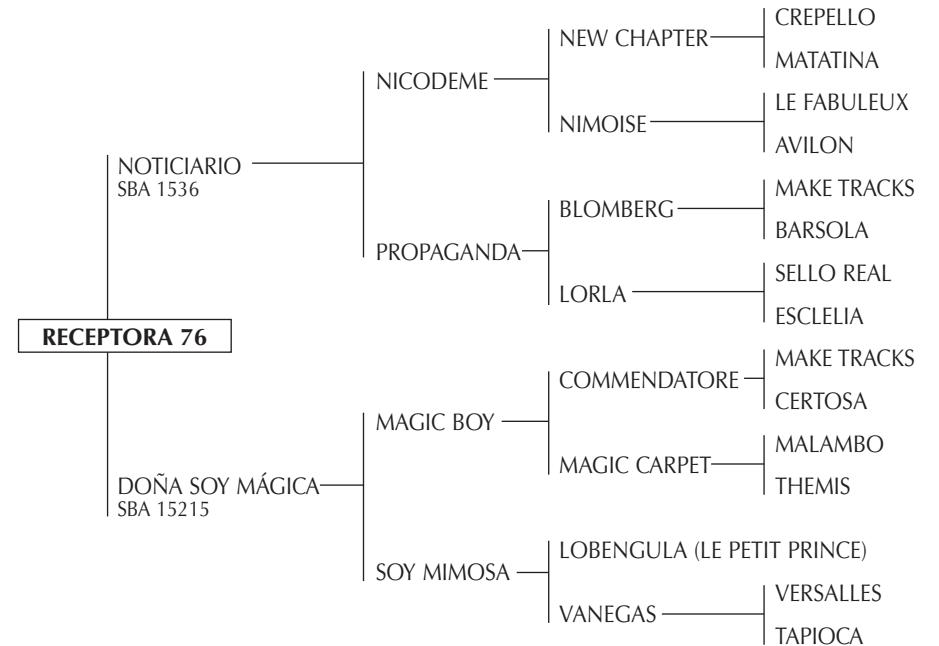 CREPELLO
NEW CHAPTER
MATATINA
NICODEME
LE FABULEUX
NIMOISE
AVILON
NOTICIARIO
SBA 1536
MAKE TRACKS
BLOMBERG
BARSOLA
PROPAGANDA
SELLO REAL
LORLA
ESCLELIA
RECEPTORA 76
MAKE TRACKS
COMMENDATORE
CERTOSA
MAGIC BOY
MALAMBO
MAGIC CARPET
THEMIS
DOÑA SOY MÁGICA
SBA 15215
LOBENGULA (LE PETIT PRINCE)
SOY MIMOSA
VERSALLES
VANEGAS
TAPIOCA